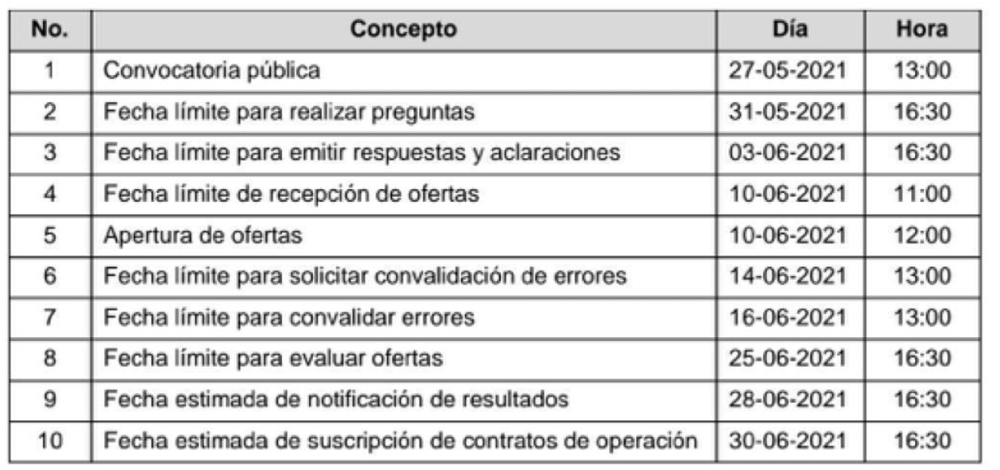 No. Concepto Día Hora
1 Convocatoria pública 27-05-2021 13:00
2 Fecha límite para realizar preguntas 31-05-2021 16:30
3 Fecha límite para emitir respuestas y aclaraciones 03-06-2021 16:30
4 Fecha límite de recepción de ofertas 10-06-2021 11:00
5 Apertura de ofertas 10-06-2021 12:00
6 Fecha límite para solicitar convalidación de errores 14-06-2021 13:00
7 Fecha límite para convalidar errores 16-06-2021 13:00
8 Fecha límite para evaluar ofertas 25-06-2021 16:30
9 Fecha estimada de notificación de resultados 28-06-2021 16:30
10 Fecha estimada de suscripción de contratos de operación 30-06-2021 16:30